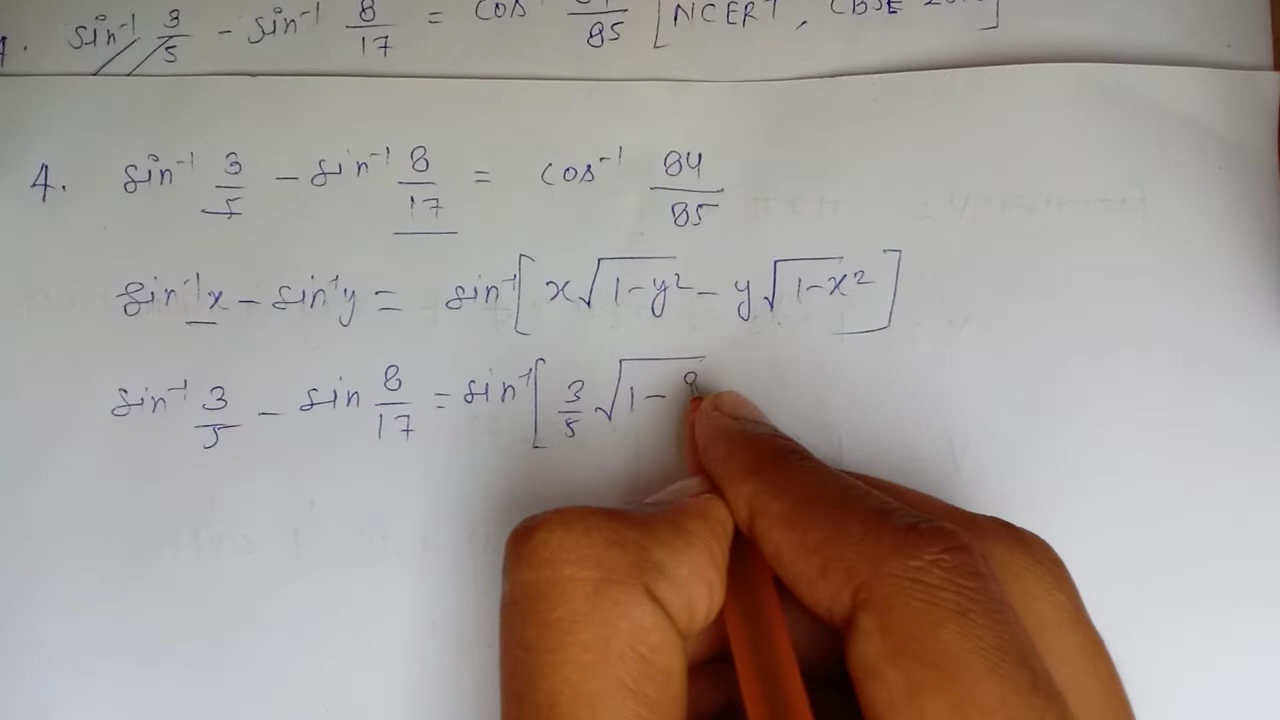 sin⁻¹ 3/5 - sin⁻¹ 8/17 = cos /85 [NCERT, CBSE
4. sin⁻¹ 3/5 - sin⁻¹ 8/17 = cos⁻¹ 84/85
sin⁻¹x - sin⁻¹y = sin⁻¹[x√1-y² - y√1-x²]
sin⁻¹ 3/5 - sin 8/17 = sin⁻¹[3/5 √1- 8